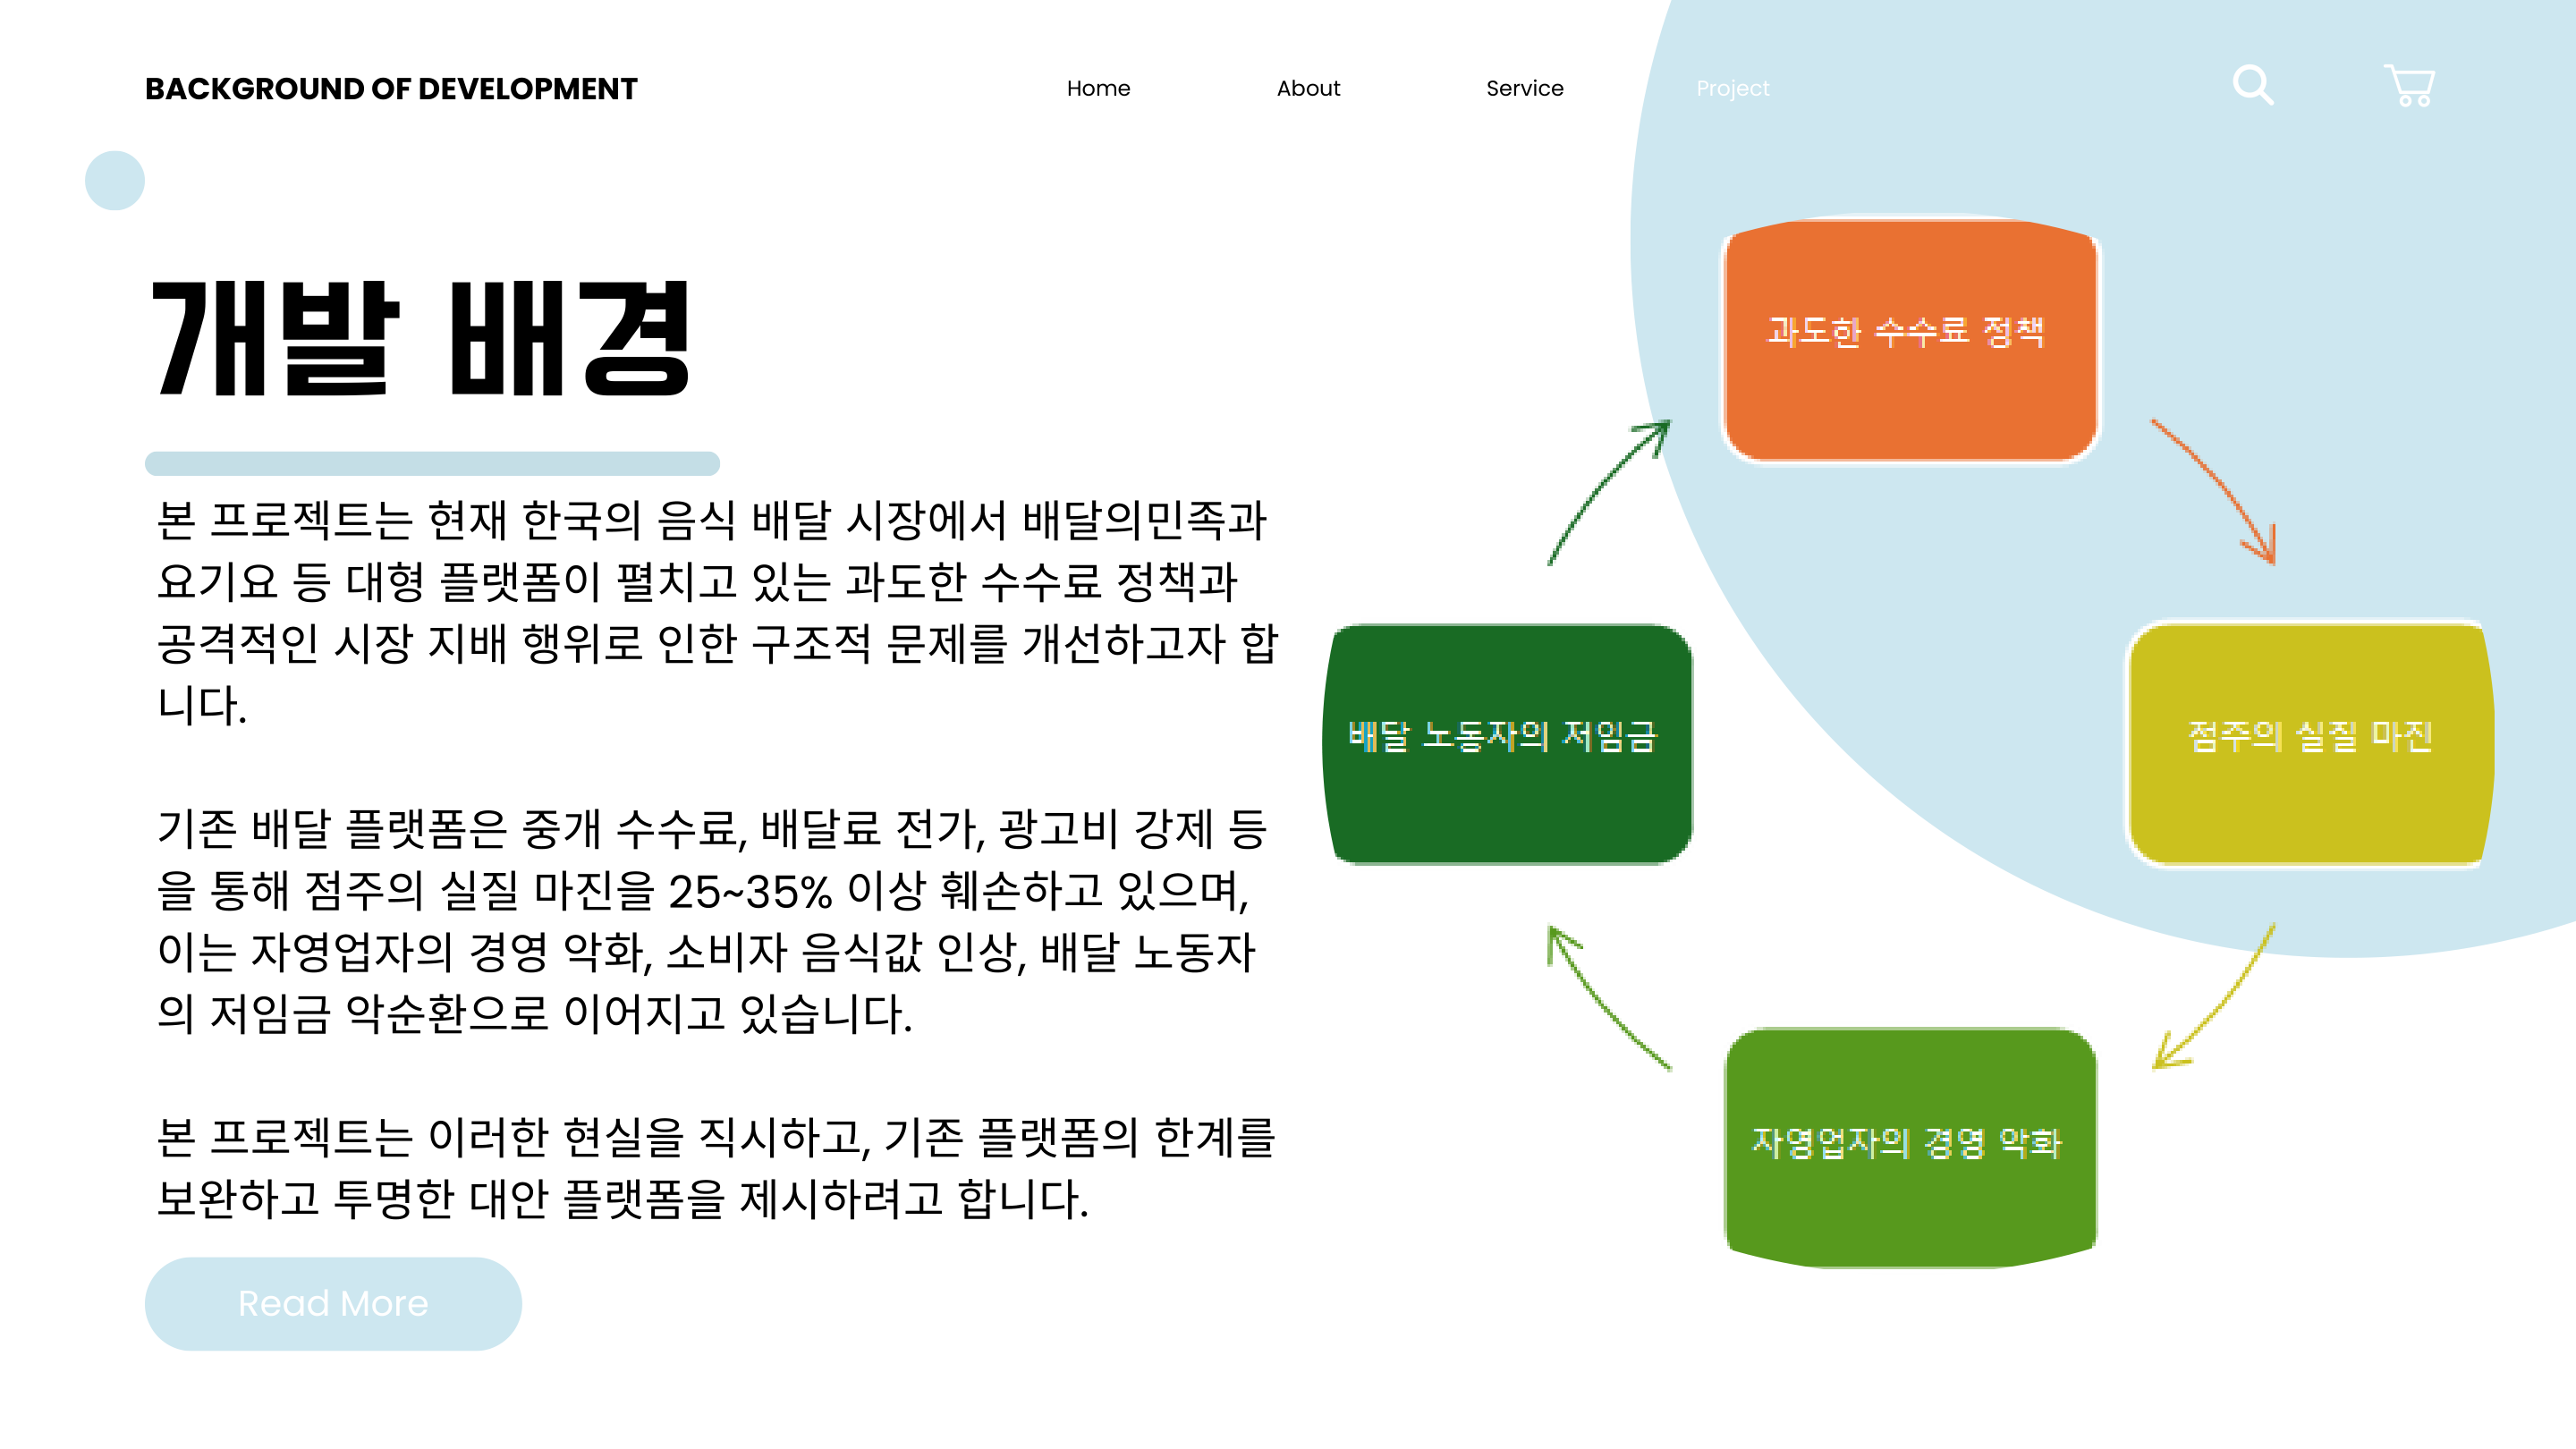 BACKGROUND OF DEVELOPMENT
Home
About
Service
Project
개발 배경
본 프로젝트는 현재 한국의 음식 배달 시장에서 배달의민족과
요기요 등 대형 플랫폼이 펼치고 있는 과도한 수수료 정책과
공격적인 시장 지배 행위로 인한 구조적 문제를 개선하고자 합
니다.
기존 배달 플랫폼은 중개 수수료, 배달료 전가, 광고비 강제 등
을 통해 점주의 실질 마진을 25~35% 이상 훼손하고 있으며,
이는 자영업자의 경영 악화, 소비자 음식값 인상, 배달 노동자
의 저임금 악순환으로 이어지고 있습니다.
본 프로젝트는 이러한 현실을 직시하고, 기존 플랫폼의 한계를
보완하고 투명한 대안 플랫폼을 제시하려고 합니다.
Read More
과도한 수수료 정책
점주의 실질 마진
자영업자의 경영 악화
배달 노동자의 저임금